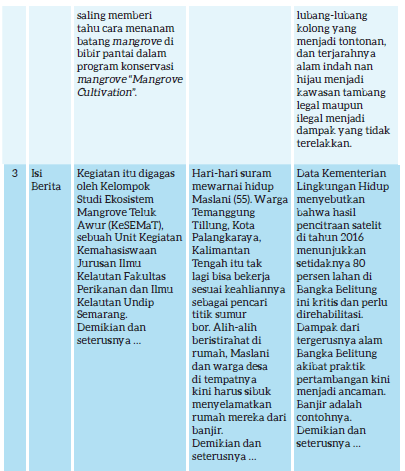 saling memberi
tahu cara menanam
batang mangrove di
bibir pantai dalam
program konservasi
mangrove "Mangrove
Cultivation".
lubang-lubang
kolong yang
menjadi tontonan,
dan terjarahnya
alam indah nan
hijau menjadi
kawasan tambang
legal maupun
ilegal menjadi
dampak yang tidak
terelakkan.
3
Isi
Berita
Kegiatan itu digagas
oleh Kelompok
Studi Ekosistem
Mangrove Teluk
Awur (KeSEMaT),
sebuah Unit Kegiatan
Kemahasiswaan
Jurusan Ilmu
Kelautan Fakultas
Perikanan dan Ilmu
Kelautan Undip
Semarang.
Demikian dan
seterusnya ...
Hari-hari suram
mewarnai hidup
Maslani (55). Warga
Temanggung
Tillung, Kota
Palangkaraya,
Kalimantan
Tengah itu tak
lagi bisa bekerja
sesuai keahliannya
sebagai pencari
titik sumur
bor. Alih-alih
beristirahat di
rumah, Maslani
dan warga desa
di tempatnya
kini harus sibuk
menyelamatkan
rumah mereka dari
banjir.
Demikian dan
seterusnya ...
Data Kementerian
Lingkungan Hidup
menyebutkan
bahwa hasil
pencitraan satelit
di tahun 2016
menunjukkan
setidaknya 80
persen lahan di
Bangka Belitung
ini kritis dan perlu
direhabilitasi.
Dampak dari
tergerusnya alam
Bangka Belitung
akibat praktik
pertambangan kini
menjadi ancaman.
Banjir adalah
contohnya.
Demikian dan
seterusnya ...